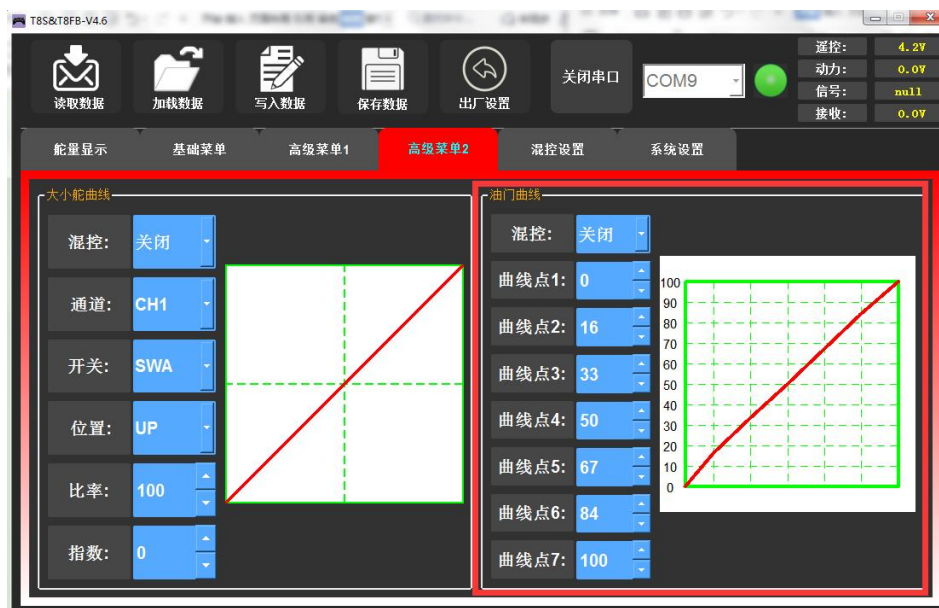 T8S&T8FB-V4.6
读取数据
加载数据
写入数据
保存数据
出厂设置
关闭串口
COM9
遥控: 4.2V
动力: 0.0V
信号: null
接收: 0.0V
舵量显示 基础菜单 高级菜单1 高级菜单2 混控设置 系统设置
大小舵曲线
混控: 关闭
通道: CH1
开关: SWA
位置: UP
比率: 100
指数: 0
油门曲线
混控: 关闭
曲线点1: 0
曲线点2: 16
曲线点3: 33
曲线点4: 50
曲线点5: 67
曲线点6: 84
曲线点7: 100
100
90
80
70
60
50
40
30
20
10
0